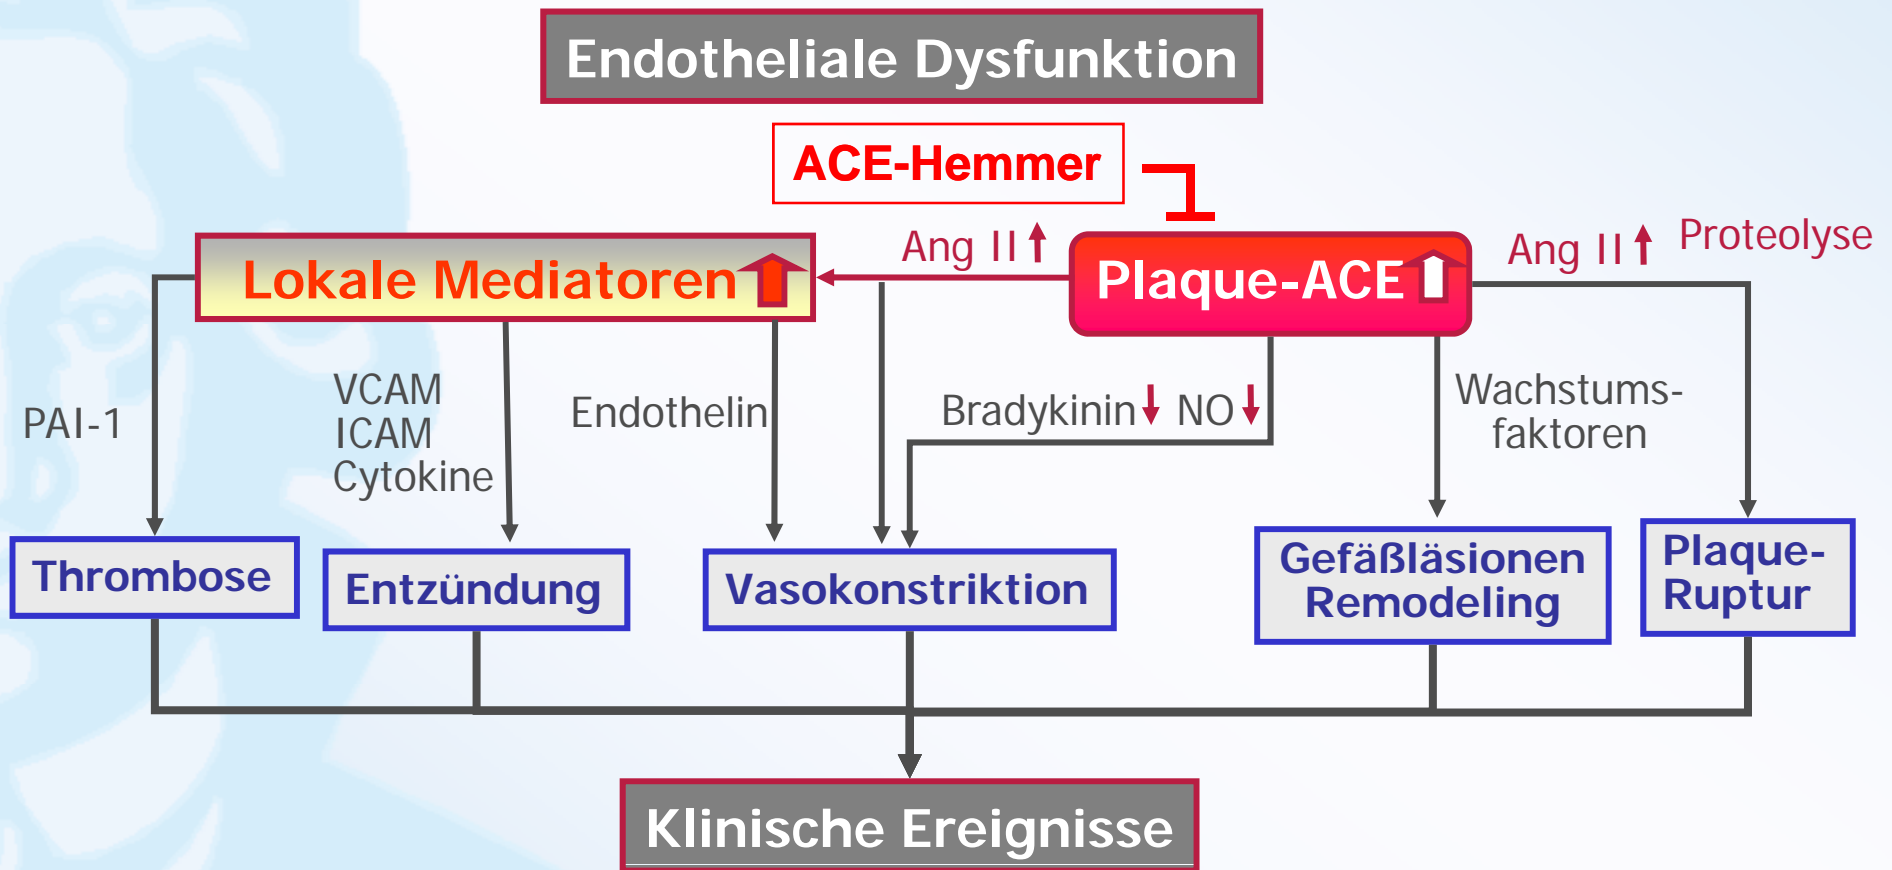 Endotheliale Dysfunktion
ACE-Hemmer
Ang II
Ang II
Proteolyse
Lokale Mediatoren
Plaque-ACE
PAI-1
VCAM
ICAM
Cytokine
Endothelin
Bradykinin NO
Wachstums-
faktoren
Thrombose
Entzündung
Vasokonstriktion
Gefäßläsionen
Remodeling
Plaque-
Ruptur
Klinische Ereignisse